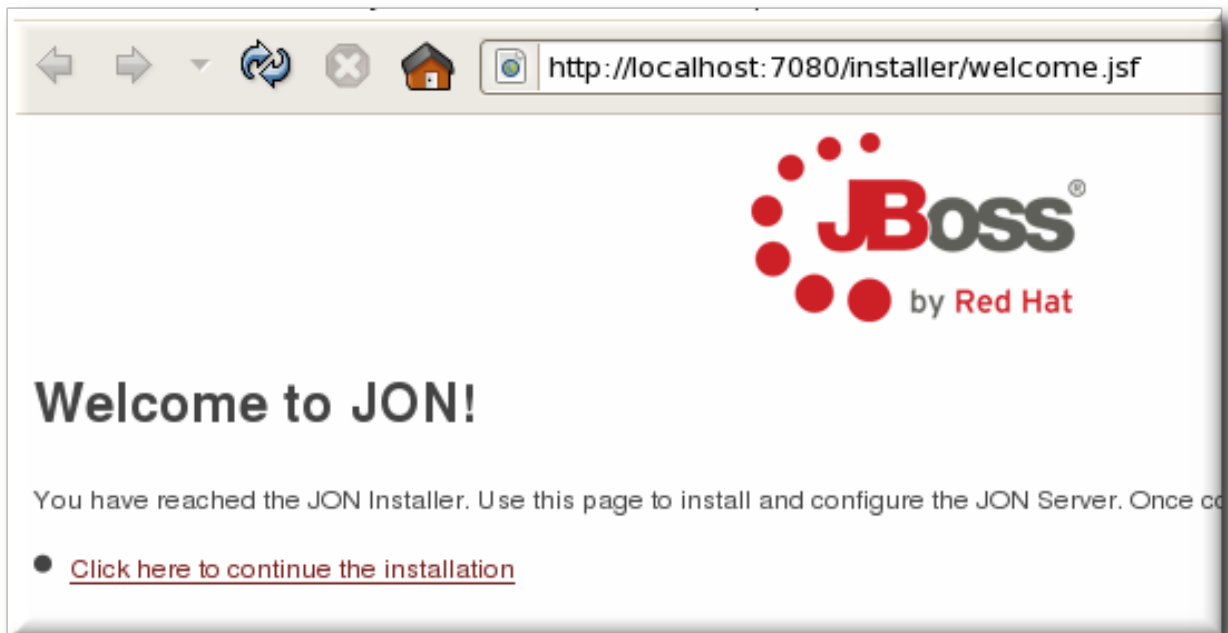 http://localhost:7080/installer/welcome.jsf
JBoss®
by Red Hat
Welcome to JON!
You have reached the JON Installer. Use this page to install and configure the JON Server. Once
Click here to continue the installation